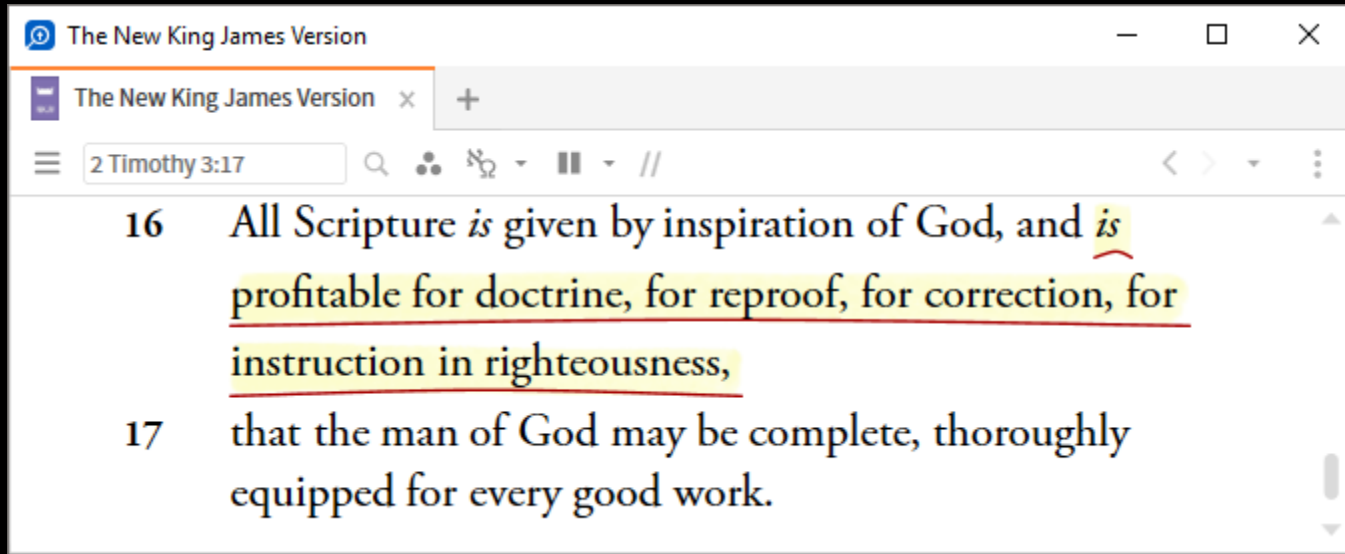 The New King James Version
The New King James Version
2 Timothy 3:17
16 All Scripture is given by inspiration of God, and is
profitable for doctrine, for reproof, for correction, for
instruction in righteousness,
17 that the man of God may be complete, thoroughly
equipped for every good work.